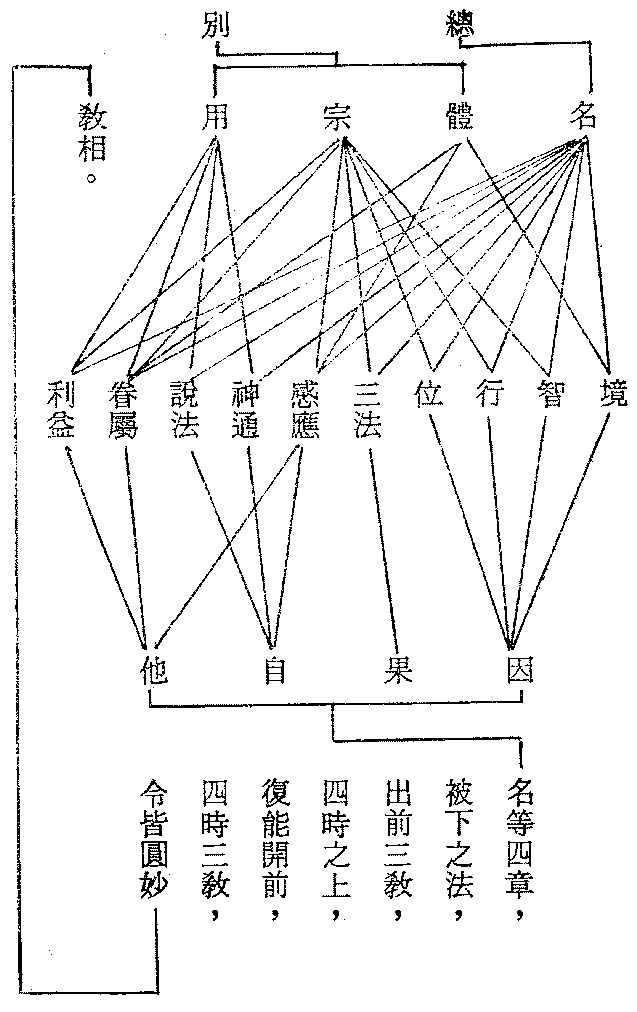 總
別
名
體
宗
用
教相。
境
智
行
位
三法
感應
神通
說法
眷屬
利益
因
果
自
他
名等四章，
被下之法，
出前三教，
四時之上，
復能開前，
四時三教，
令皆圓妙